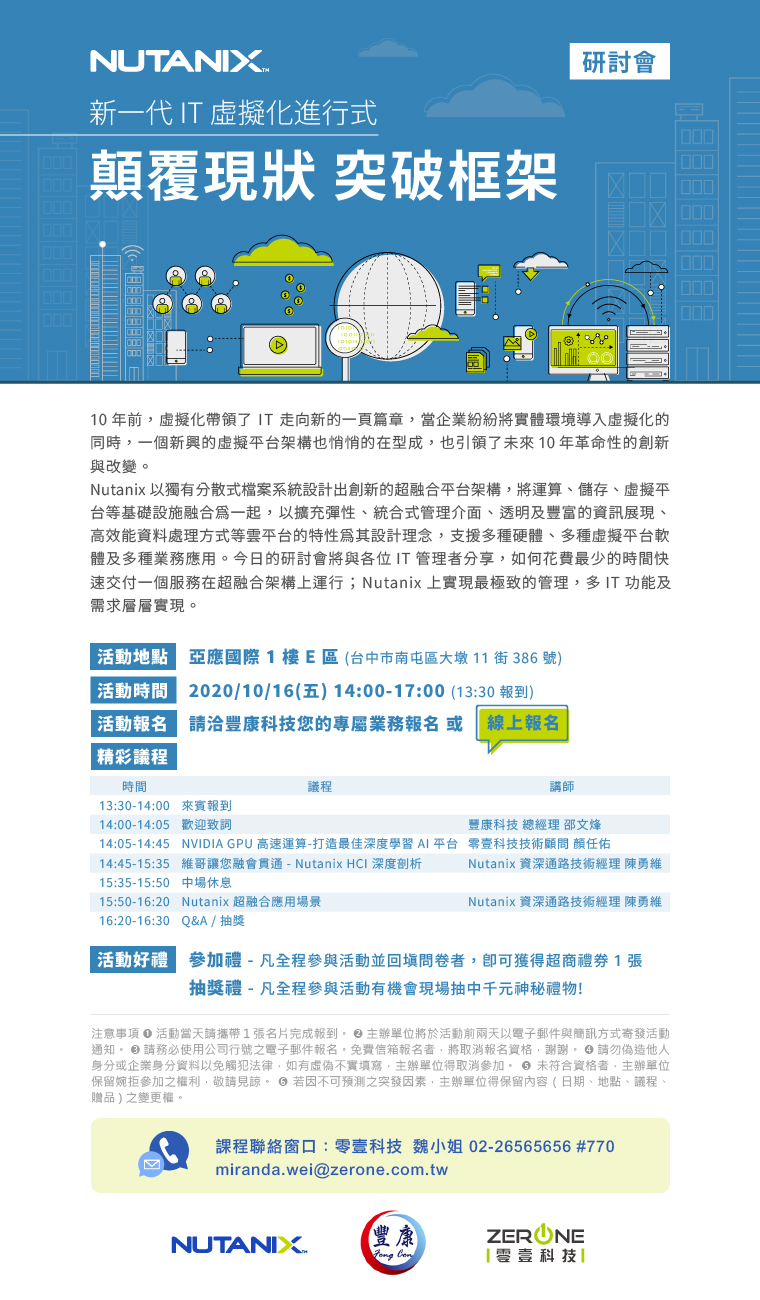 NUTANIX™
研討會
新一代 IT 虛擬化進行式
顛覆現狀 突破框架
10 年前，虛擬化帶領了 IT 走向新的一頁篇章，當企業紛紛將實體環境導入虛擬化的
同時，一個新興的虛擬平台架構也悄悄的在型成，也引領了未來 10 年革命性的創新
與改變。
Nutanix 以獨有分散式檔案系統設計出創新的超融合平台架構，將運算、儲存、虛擬平
台等基礎設施融合為一起，以擴充彈性、統合式管理介面、透明及豐富的資訊展現、
高效能資料處理方式等雲平台的特性為其設計理念，支援多種硬體、多種虛擬平台軟
體及多種業務應用。今日的研討會將與各位 IT 管理者分享，如何花費最少的時間快
速交付一個服務在超融合架構上運行；Nutanix 上實現最極致的管理，多 IT 功能及
需求層層實現。
活動地點 亞應國際 1 樓 E 區 (台中市南屯區大墩 11 街 386 號)
活動時間 2020/10/16(五) 14:00-17:00 (13:30 報到)
活動報名 請洽豐康科技您的專屬業務報名 或 線上報名
精彩議程
時間 議程 講師
13:30-14:00 來賓報到
14:00-14:05 歡迎致詞 豐康科技 總經理 邵文烽
14:05-14:45 NVIDIA GPU 高速運算-打造最佳深度學習 AI 平台 零壹科技技術顧問 顏任佑
14:45-15:35 維哥讓您融會貫通 - Nutanix HCI 深度剖析 Nutanix 資深通路技術經理 陳勇維
15:35-15:50 中場休息
15:50-16:20 Nutanix 超融合應用場景 Nutanix 資深通路技術經理 陳勇維
16:20-16:30 Q&A / 抽獎
活動好禮 參加禮 - 凡全程參與活動並回填問卷者，即可獲得超商禮券 1 張
抽獎禮 - 凡全程參與活動有機會現場抽中千元神秘禮物!
注意事項 ❶ 活動當天請攜帶 1 張名片完成報到。 ❷ 主辦單位將於活動前兩天以電子郵件與簡訊方式寄發活動
通知。 ❸ 請務必使用公司行號之電子郵件報名。免費信箱報名者，將取消報名資格，謝謝。 ❹ 請勿偽造他人
身分或企業身分資料以免觸犯法律，如有虛偽不實填寫，主辦單位得取消參加。 ❺ 未符合資格者，主辦單位
保留婉拒參加之權利，敬請見諒。 ❻ 若因不可預測之突發因素，主辦單位得保留內容 ( 日期、地點、議程、
贈品 ) 之變更權。
課程聯絡窗口：零壹科技 魏小姐 02-26565656 #770
miranda.wei@zerone.com.tw
NUTANIX™
豐康
Fong Con
ZERONE
零壹科技